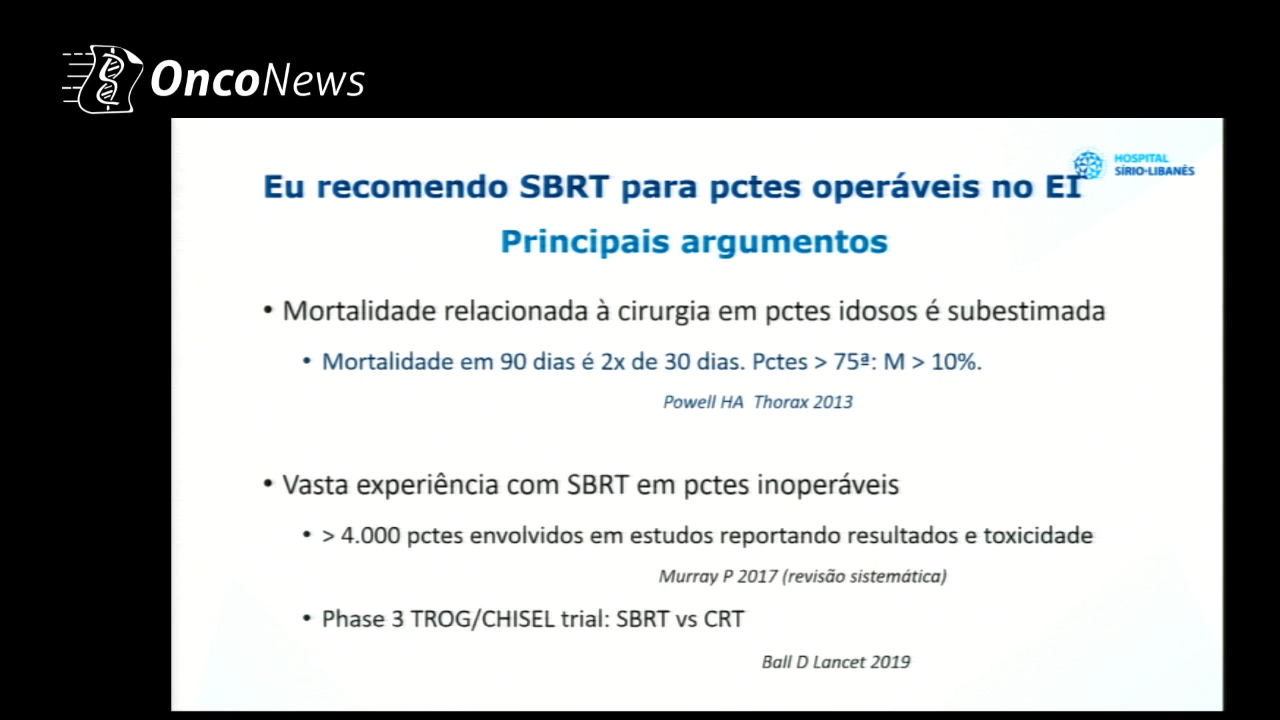 OncoNews
HOSPITAL
SÍRIO-LIBANÊS
Eu recomendo SBRT para pctes operáveis no EI
Principais argumentos
• Mortalidade relacionada à cirurgia em pctes idosos é subestimada
• Mortalidade em 90 dias é 2x de 30 dias. Pctes > 75ª: M > 10%.
Powell HA Thorax 2013
• Vasta experiência com SBRT em pctes inoperáveis
• > 4.000 pctes envolvidos em estudos reportando resultados e toxicidade
Murray P 2017 (revisão sistemática)
• Phase 3 TROG/CHISEL trial: SBRT vs CRT
Ball D Lancet 2019